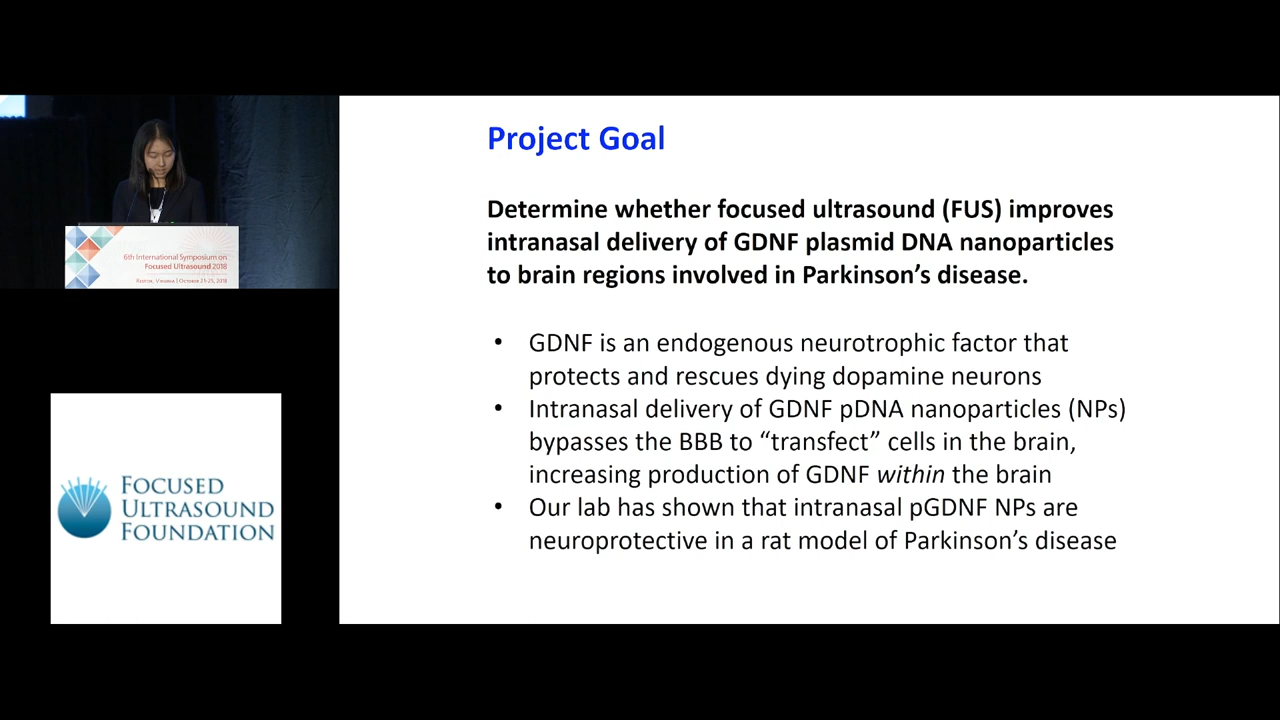 6th International Symposium on
Focused Ultrasound 2018
Reston, Virginia | October 21-25, 2018
FOCUSED
ULTRASOUND
FOUNDATION
Project Goal
Determine whether focused ultrasound (FUS) improves
intranasal delivery of GDNF plasmid DNA nanoparticles
to brain regions involved in Parkinson’s disease.
• GDNF is an endogenous neurotrophic factor that
protects and rescues dying dopamine neurons
• Intranasal delivery of GDNF pDNA nanoparticles (NPs)
bypasses the BBB to “transfect” cells in the brain,
increasing production of GDNF within the brain
• Our lab has shown that intranasal pGDNF NPs are
neuroprotective in a rat model of Parkinson’s disease